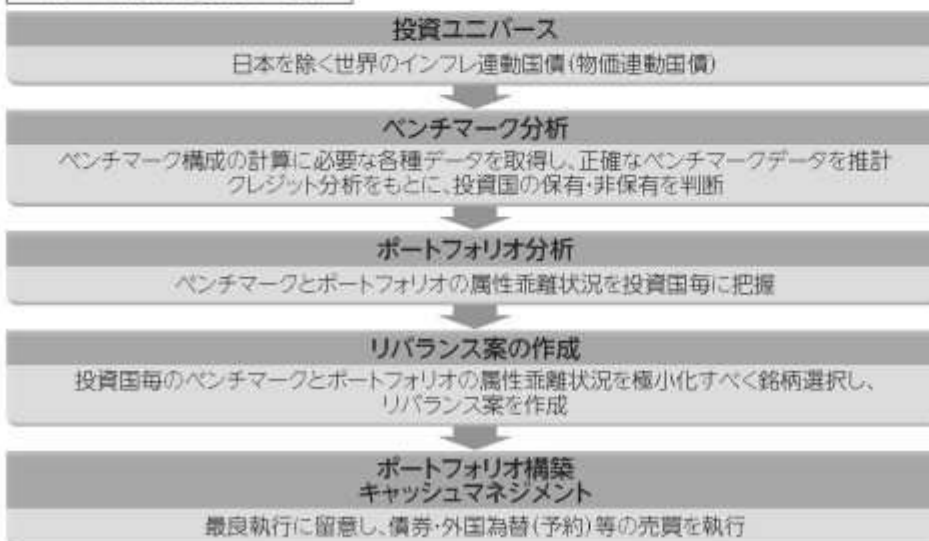 投資ユニバース
日本を除く世界のインフレ連動国債(物価連動国債)
ベンチマーク分析
ベンチマーク構成の計算に必要な各種データを取得し、正確なベンチマークデータを推計
クレジット分析をもとに、投資国の保有・非保有を判断
ポートフォリオ分析
ベンチマークとポートフォリオの属性乖離状況を投資国毎に把握
リバランス案の作成
投資国毎のベンチマークとポートフォリオの属性乖離状況を極小化すべく銘柄選択し、
リバランス案を作成
ポートフォリオ構築
キャッシュマネジメント
最良執行に留意し、債券・外国為替(予約)等の売買を執行